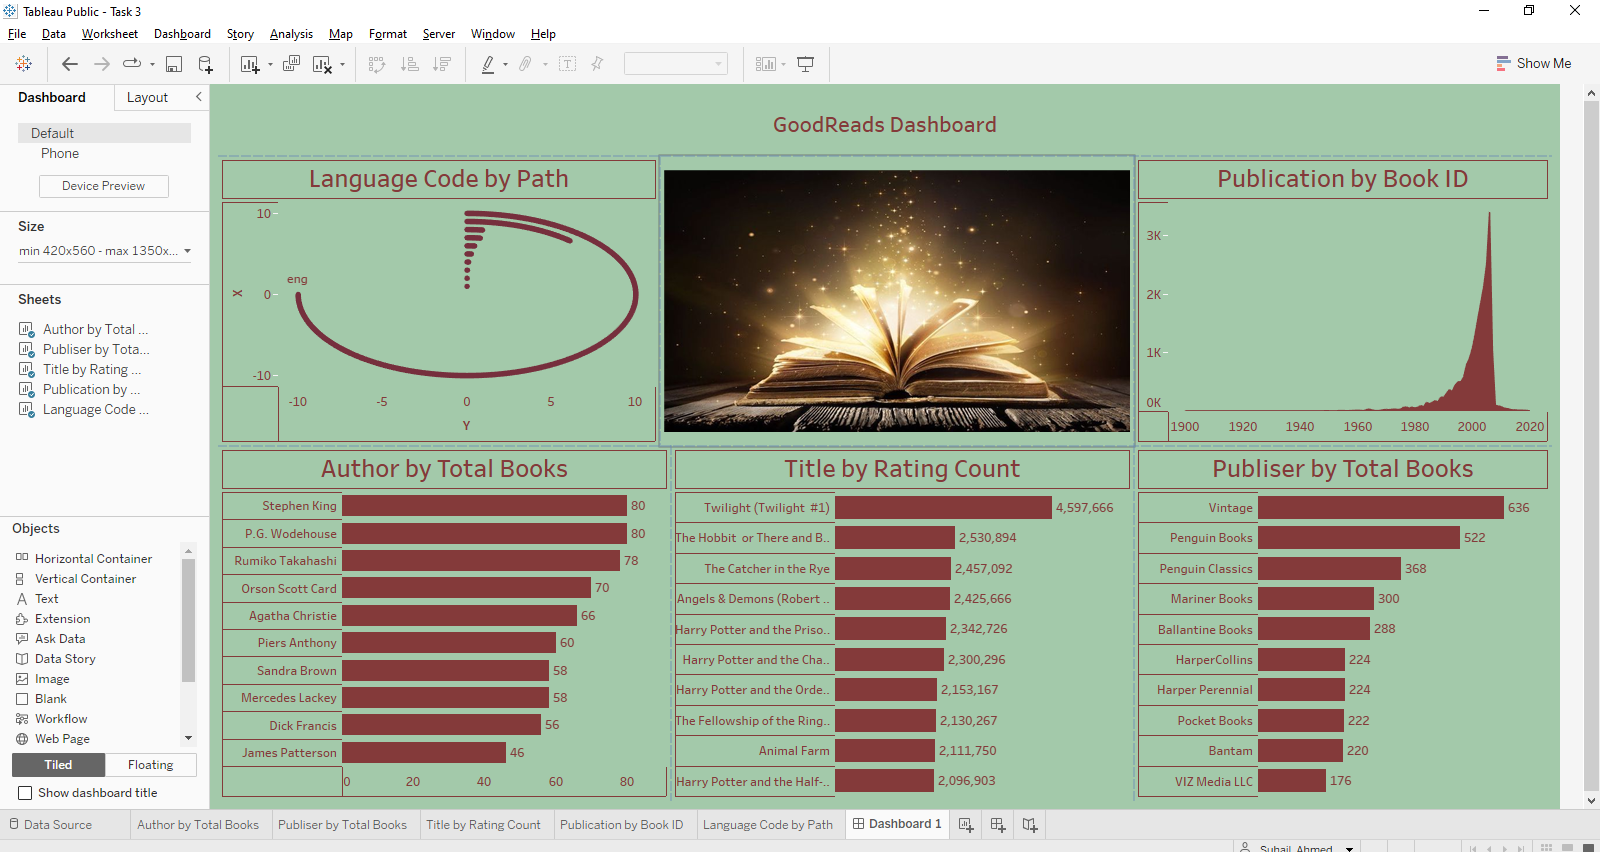 Tableau Public - Task 3
File Data Worksheet Dashboard Story Analysis Map Format Server Window Help
Show Me
Dashboard Layout
Default
Phone
Device Preview
Size
min 420x560 - max 1350x...
Sheets
Author by Total ...
Publiser by Tota...
Title by Rating ...
Publication by ...
Language Code ...
Objects
Horizontal Container
Vertical Container
Text
Extension
Ask Data
Data Story
Image
Blank
Workflow
Web Page
Tiled Floating
Show dashboard title
GoodReads Dashboard
Language Code by Path
10
0
-10
X
eng
-10 -5 0 5 10
Y
Publication by Book ID
3K
2K
1K
0K
1900 1920 1940 1960 1980 2000 2020
Author by Total Books
Stephen King 80
P.G. Wodehouse 80
Rumiko Takahashi 78
Orson Scott Card 70
Agatha Christie 66
Piers Anthony 60
Sandra Brown 58
Mercedes Lackey 58
Dick Francis 56
James Patterson 46
0 20 40 60 80
Title by Rating Count
Twilight (Twilight #1) 4,597,666
The Hobbit or There and B.. 2,530,894
The Catcher in the Rye 2,457,092
Angels & Demons (Robert .. 2,425,666
Harry Potter and the Priso.. 2,342,726
Harry Potter and the Cha.. 2,300,296
Harry Potter and the Orde.. 2,153,167
The Fellowship of the Ring.. 2,130,267
Animal Farm 2,111,750
Harry Potter and the Half-.. 2,096,903
Publiser by Total Books
Vintage 636
Penguin Books 522
Penguin Classics 368
Mariner Books 300
Ballantine Books 288
HarperCollins 224
Harper Perennial 224
Pocket Books 222
Bantam 220
VIZ Media LLC 176
Data Source Author by Total Books Publiser by Total Books Title by Rating Count Publication by Book ID Language Code by Path Dashboard 1
Suhail Ahmed